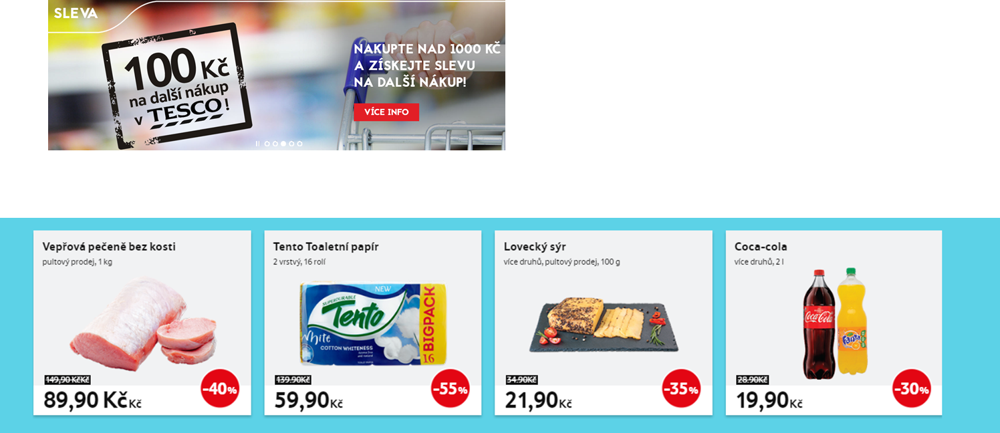 SLEVA
100 Kč
na další nákup
v TESCO!
NAKUPTE NAD 1000 KČ
A ZÍSKEJTE SLEVU
NA DALŠÍ NÁKUP!
VÍCE INFO
Vepřová pečeně bez kosti
pultový prodej, 1 kg
149,90 KčKč
89,90 KčKč
-40%
Tento Toaletní papír
2 vrstvý, 16 rolí
NEW
Tento
White
COTTON WHITENESS
BIGPACK
16
139.90Kč
59,90Kč
-55%
Lovecký sýr
více druhů, pultový prodej, 100 g
34.90Kč
21,90Kč
-35%
Coca-cola
více druhů, 2 l
Coca-Cola
Fanta
28.90Kč
19,90Kč
-30%